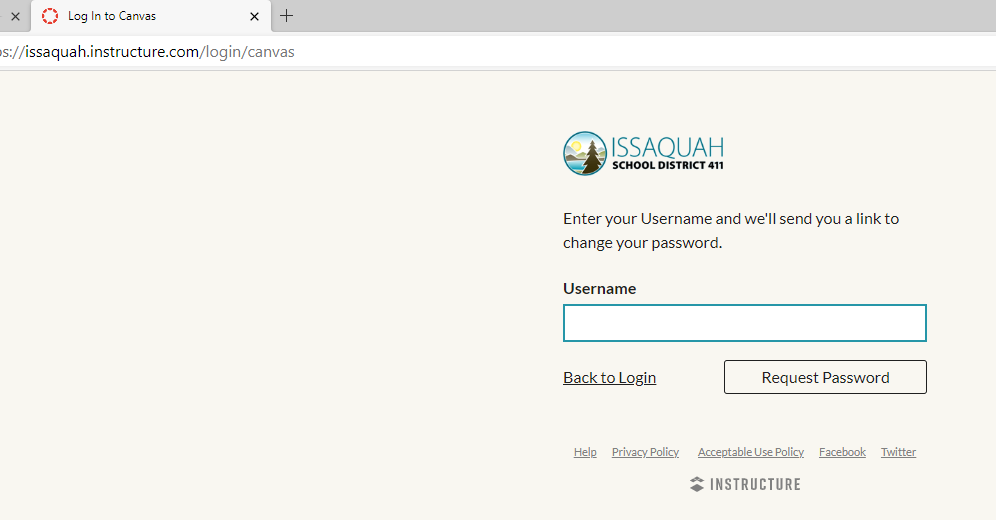 Log In to Canvas
s://issaquah.instructure.com/login/canvas
ISSAQUAH
SCHOOL DISTRICT 411
Enter your Username and we'll send you a link to
change your password.
Username
Back to Login Request Password
Help Privacy Policy Acceptable Use Policy Facebook Twitter
INSTRUCTURE